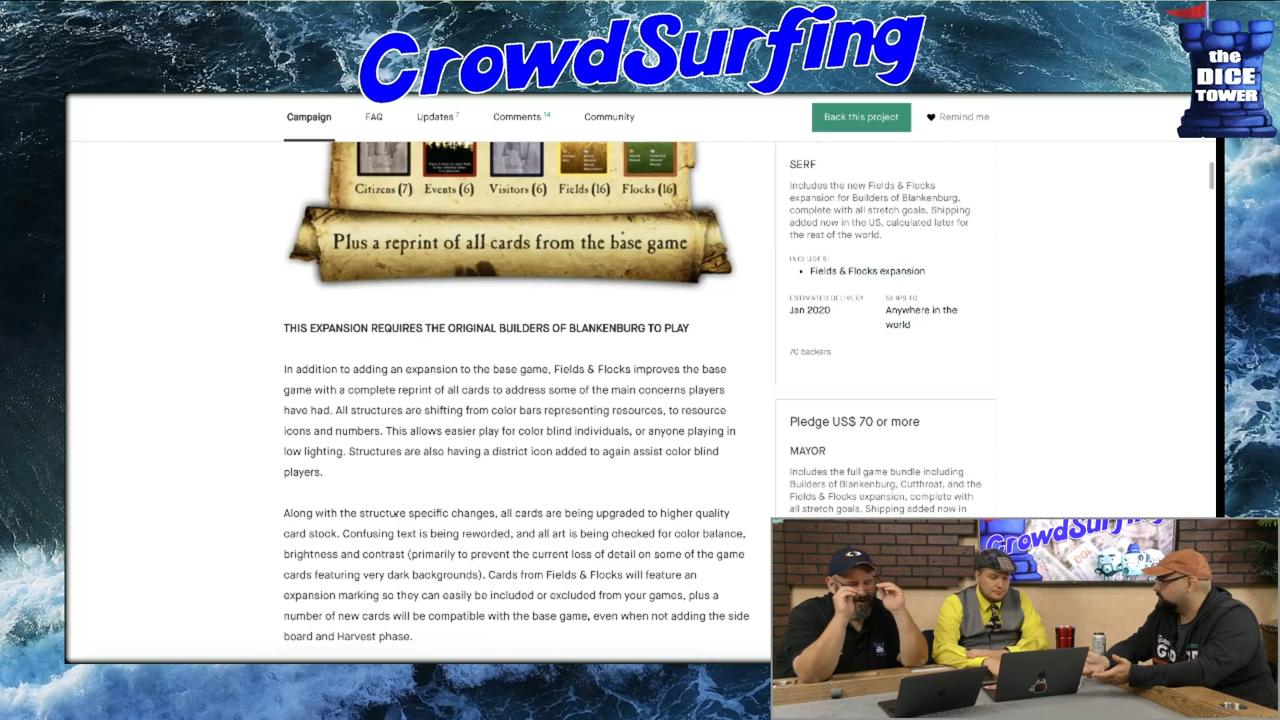 CrowdSurfing
the
DICE
TOWER
Campaign FAQ Updates 7 Comments 14 Community
Back this project Remind me
Citizens (7) Events (6) Visitors (6) Fields (16) Flocks (16)
Plus a reprint of all cards from the base game
THIS EXPANSION REQUIRES THE ORIGINAL BUILDERS OF BLANKENBURG TO PLAY
In addition to adding an expansion to the base game, Fields & Flocks improves the base
game with a complete reprint of all cards to address some of the main concerns players
have had. All structures are shifting from color bars representing resources, to resource
icons and numbers. This allows easier play for color blind individuals, or anyone playing in
low lighting. Structures are also having a district icon added to again assist color blind
players.
Along with the structure specific changes, all cards are being upgraded to higher quality
card stock. Confusing text is being reworded, and all art is being checked for color balance,
brightness and contrast (primarily to prevent the current loss of detail on some of the game
cards featuring very dark backgrounds). Cards from Fields & Flocks will feature an
expansion marking so they can easily be included or excluded from your games, plus a
number of new cards will be compatible with the base game, even when not adding the side
board and Harvest phase.
SERF
Includes the new Fields & Flocks
expansion for Builders of Blankenburg,
complete with all stretch goals. Shipping
added now in the US, calculated later for
the rest of the world.
INCLUDES:
• Fields & Flocks expansion
ESTIMATED DELIVERY SHIPS TO
Jan 2020 Anywhere in the
world
70 backers
Pledge US$ 70 or more
MAYOR
Includes the full game bundle including
Builders of Blankenburg, Cutthroat, and the
Fields & Flocks expansion, complete with
all stretch goals. Shipping added now in
CrowdSurfing